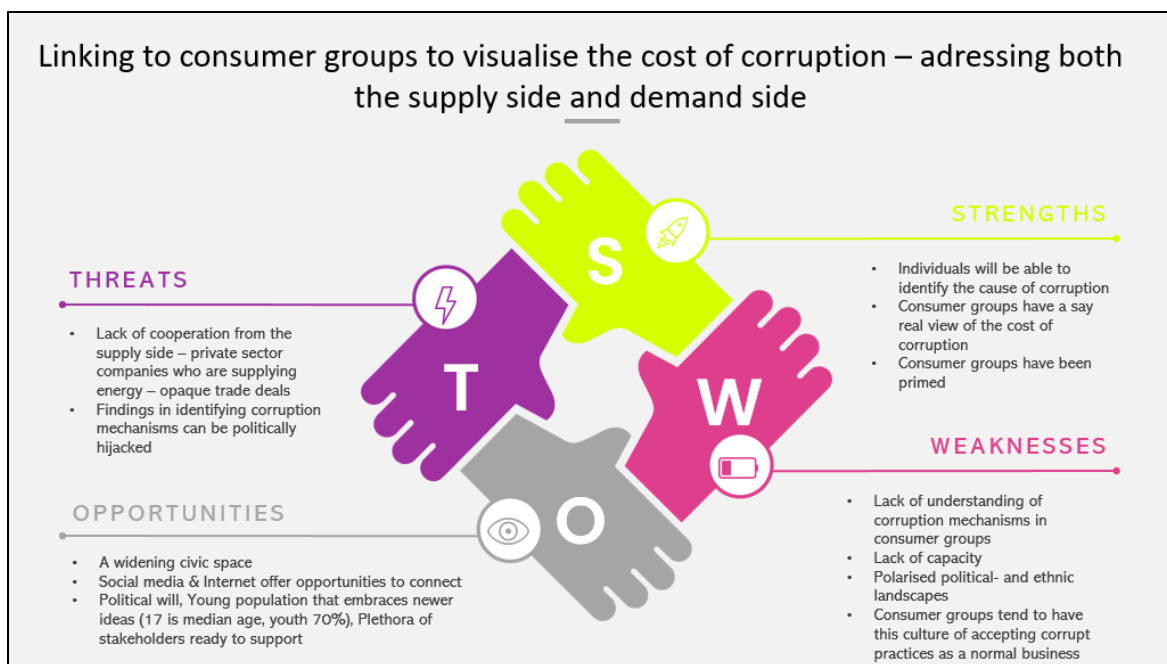 Linking to consumer groups to visualise the cost of corruption – adressing both
the supply side and demand side
STRENGTHS
• Individuals will be able to
identify the cause of corruption
• Consumer groups have a say
real view of the cost of
corruption
• Consumer groups have been
primed
WEAKNESSES
• Lack of understanding of
corruption mechanisms in
consumer groups
• Lack of capacity
• Polarised political- and ethnic
landscapes
• Consumer groups tend to have
this culture of accepting corrupt
practices as a normal business
THREATS
• Lack of cooperation from the
supply side – private sector
companies who are supplying
energy – opaque trade deals
• Findings in identifying corruption
mechanisms can be politically
hijacked
OPPORTUNITIES
• A widening civic space
• Social media & Internet offer opportunities to connect
• Political will, Young population that embraces newer
ideas (17 is median age, youth 70%), Plethora of
stakeholders ready to support
S
W
O
T